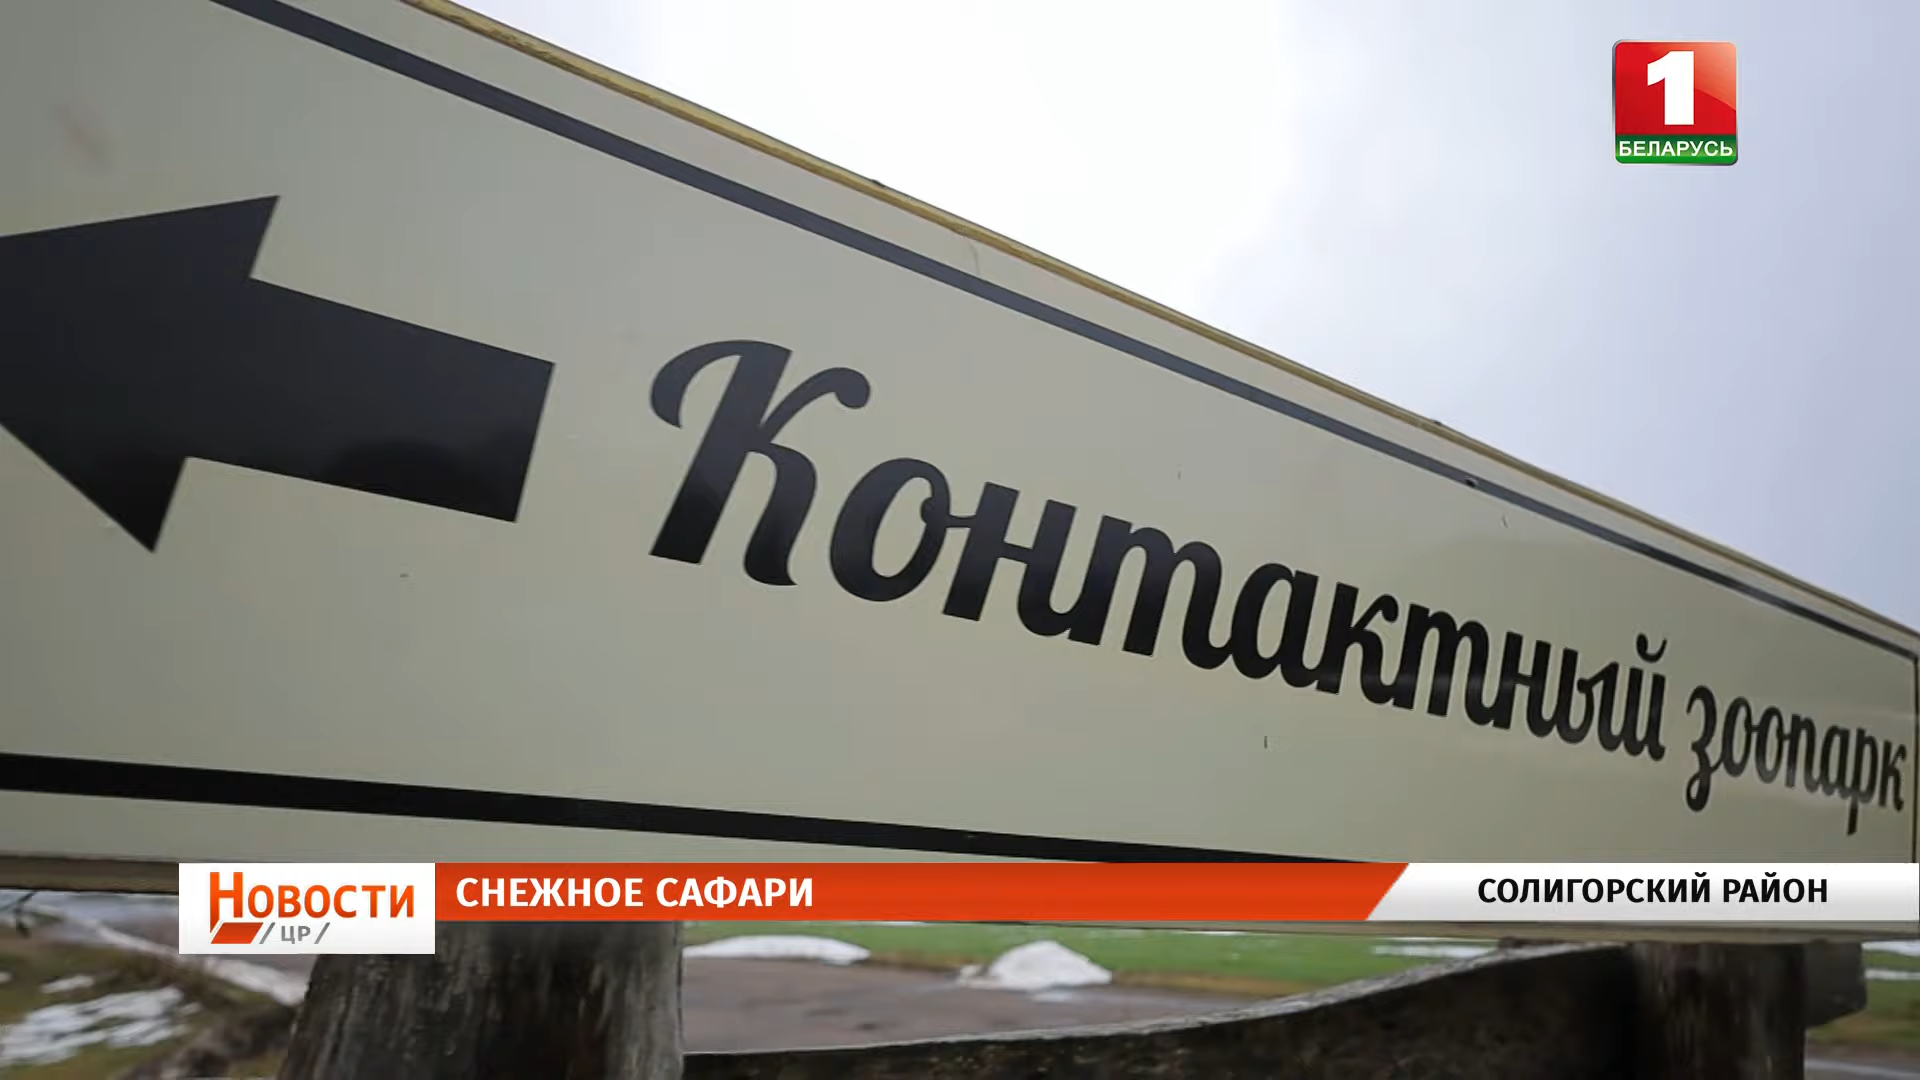 1
БЕЛАРУСЬ
Контактный зоопарк
Новости
/ЦР/
СНЕЖНОЕ САФАРИ
СОЛИГОРСКИЙ РАЙОН